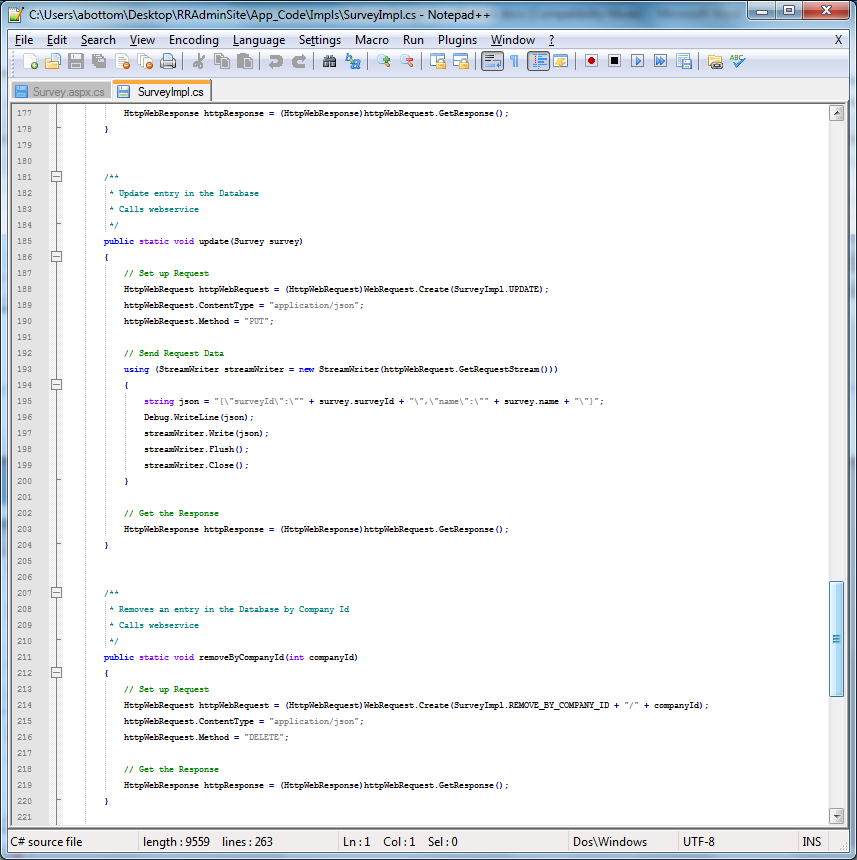 C:\Users\abottom\Desktop\RRAdminSite\App_Code\Impls\SurveyImpl.cs - Notepad++
File Edit Search View Encoding Language Settings Macro Run Plugins Window ? X
Survey.aspx.cs SurveyImpl.cs
177 HttpWebResponse httpResponse = (HttpWebResponse)httpWebRequest.GetResponse();
178 }
179
180
181 /**
182 * Update entry in the Database
183 * Calls webservice
184 */
185 public static void update(Survey survey)
186 {
187 // Set up Request
188 HttpWebRequest httpWebRequest = (HttpWebRequest)WebRequest.Create(SurveyImpl.UPDATE);
189 httpWebRequest.ContentType = "application/json";
190 httpWebRequest.Method = "PUT";
191
192 // Send Request Data
193 using (StreamWriter streamWriter = new StreamWriter(httpWebRequest.GetRequestStream()))
194 {
195 string json = "{\"surveyId\":\"" + survey.surveyId + "\",\"name\":\"" + survey.name + "\"}";
196 Debug.WriteLine(json);
197 streamWriter.Write(json);
198 streamWriter.Flush();
199 streamWriter.Close();
200 }
201
202 // Get the Response
203 HttpWebResponse httpResponse = (HttpWebResponse)httpWebRequest.GetResponse();
204 }
205
206
207 /**
208 * Removes an entry in the Database by Company Id
209 * Calls webservice
210 */
211 public static void removeByCompanyId(int companyId)
212 {
213 // Set up Request
214 HttpWebRequest httpWebRequest = (HttpWebRequest)WebRequest.Create(SurveyImpl.REMOVE_BY_COMPANY_ID + "/" + companyId);
215 httpWebRequest.ContentType = "application/json";
216 httpWebRequest.Method = "DELETE";
217
218 // Get the Response
219 HttpWebResponse httpResponse = (HttpWebResponse)httpWebRequest.GetResponse();
220 }
221
C# source file length : 9559 lines : 263 Ln : 1 Col : 1 Sel : 0 Dos\Windows UTF-8 INS